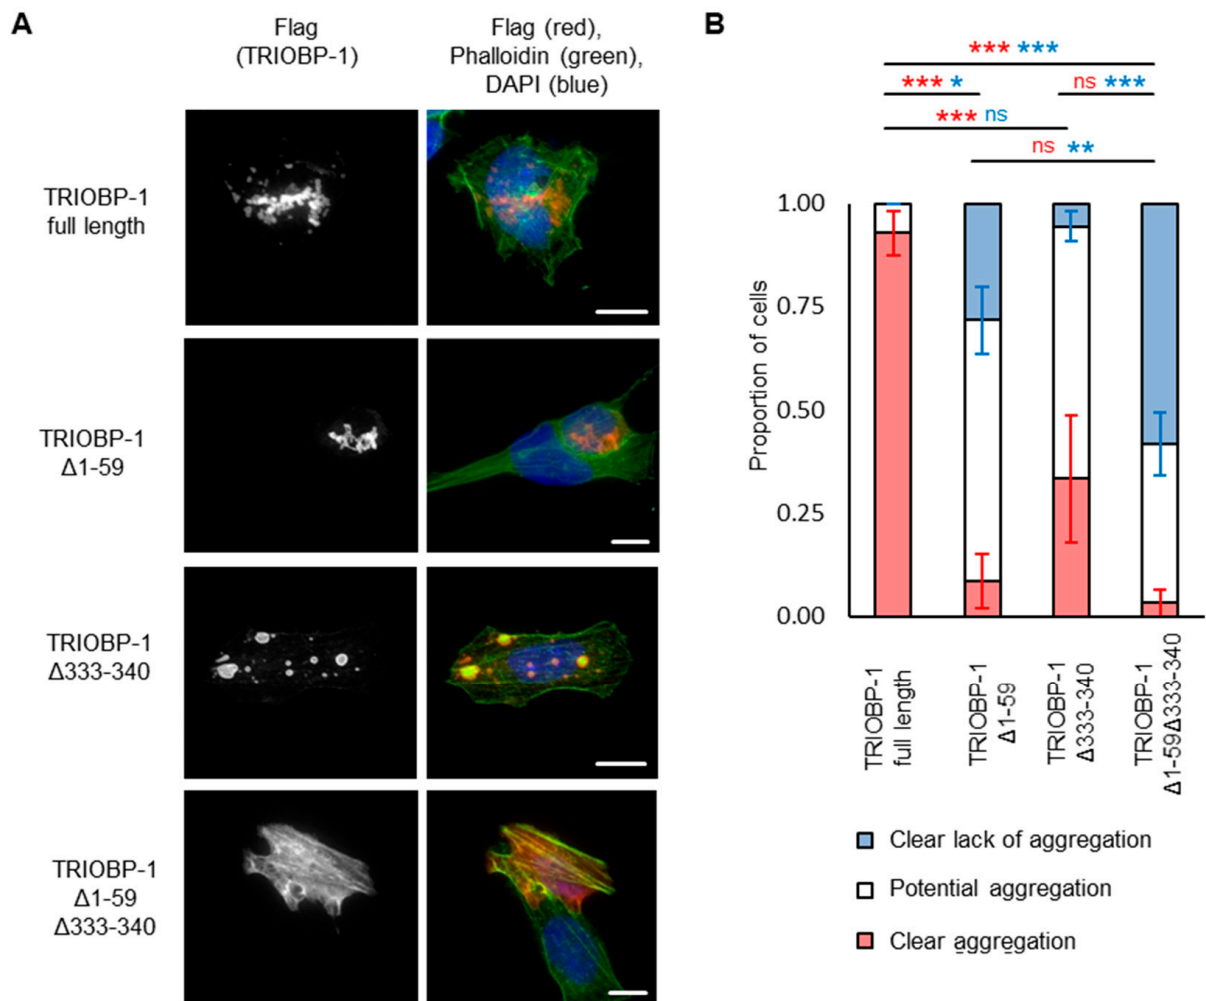 A
Flag
(TRIOBP-1)
Flag (red),
Phalloidin (green),
DAPI (blue)
TRIOBP-1
full length
TRIOBP-1
Δ1-59
TRIOBP-1
Δ333-340
TRIOBP-1
Δ1-59
Δ333-340
B
*** ***
*** *
ns ***
*** ns
ns **
Proportion of cells
1.00
0.75
0.50
0.25
0.00
TRIOBP-1
full length
TRIOBP-1
Δ1-59
TRIOBP-1
Δ333-340
TRIOBP-1
Δ1-59Δ333-340
Clear lack of aggregation
Potential aggregation
Clear aggregation